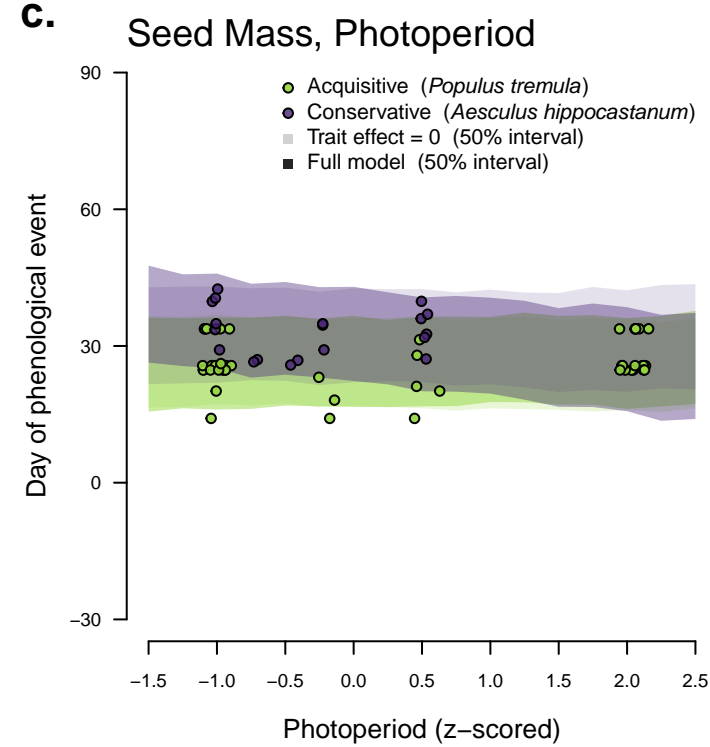 c.
Seed Mass, Photoperiod
Acquisitive (Populus tremula)
Conservative (Aesculus hippocastanum)
Trait effect = 0 (50% interval)
Full model (50% interval)
Day of phenological event
90
60
30
0
−30
−1.5 −1.0 −0.5 0.0 0.5 1.0 1.5 2.0 2.5
Photoperiod (z−scored)